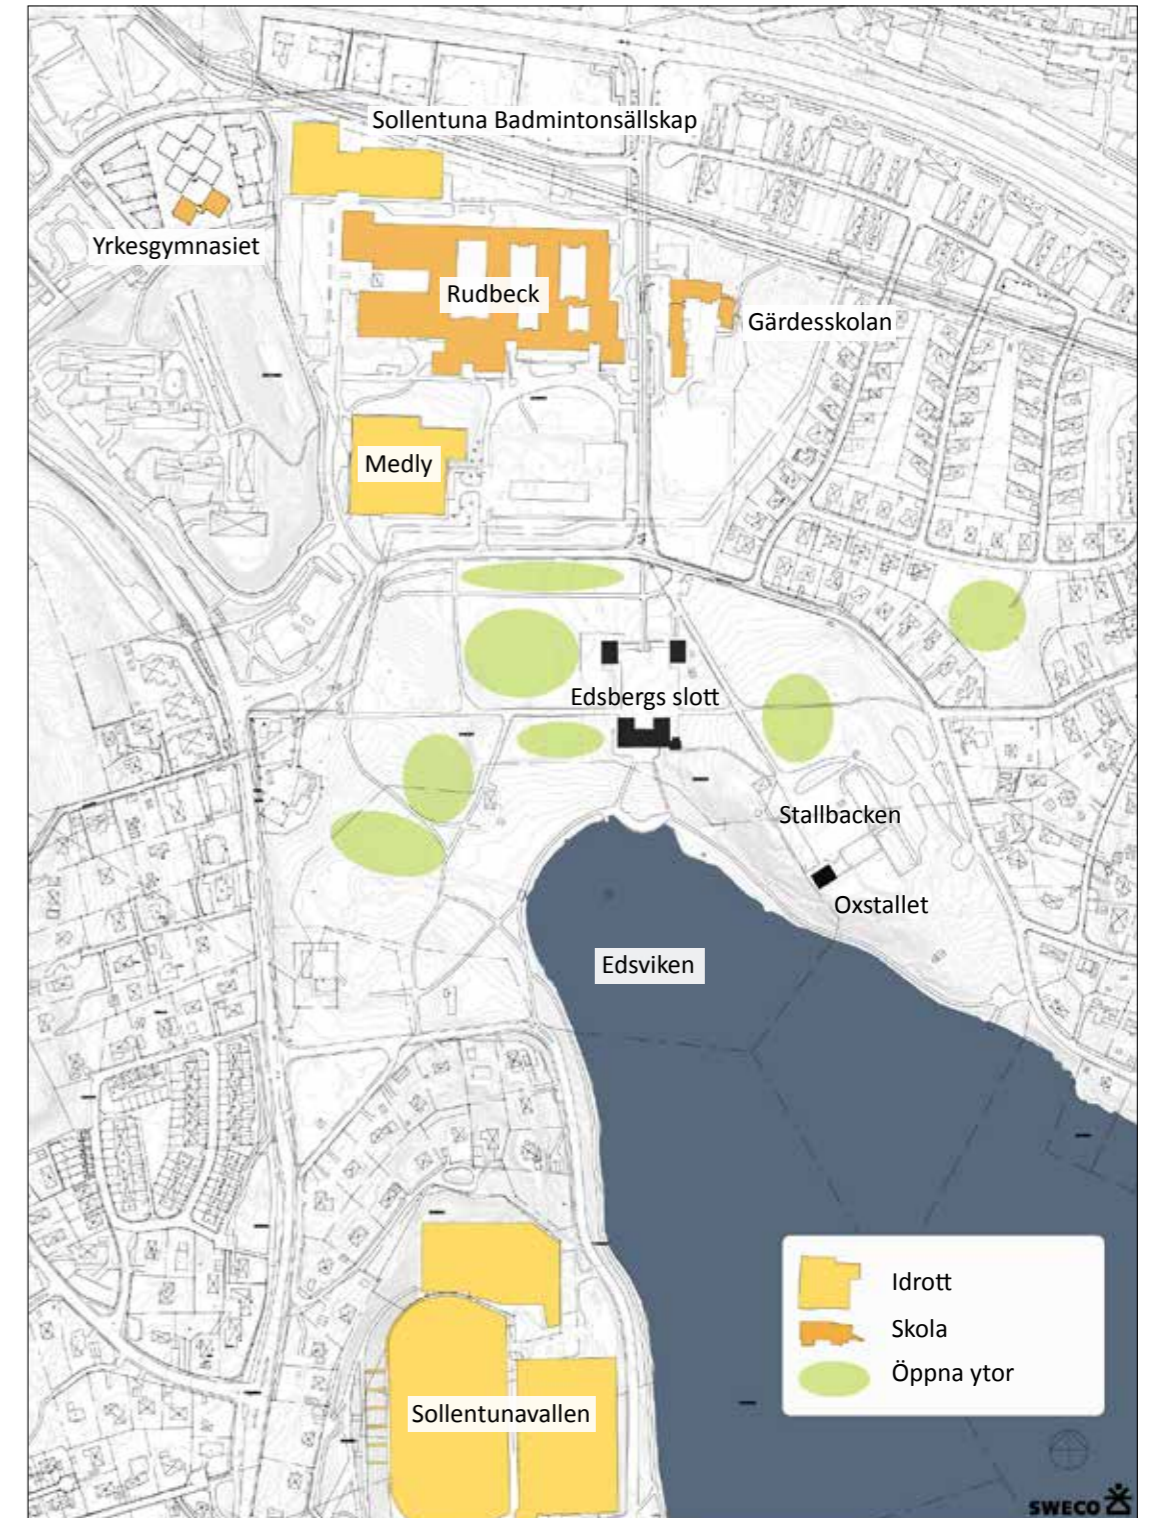 Sollentuna Badmintonsällskap
Yrkesgymnasiet
Rudbeck
Gärdesskolan
Medly
Edsbergs slott
Stallbacken
Oxstallet
Edsviken
Idrott
Skola
Öppna ytor
Sollentunavallen
SWECO